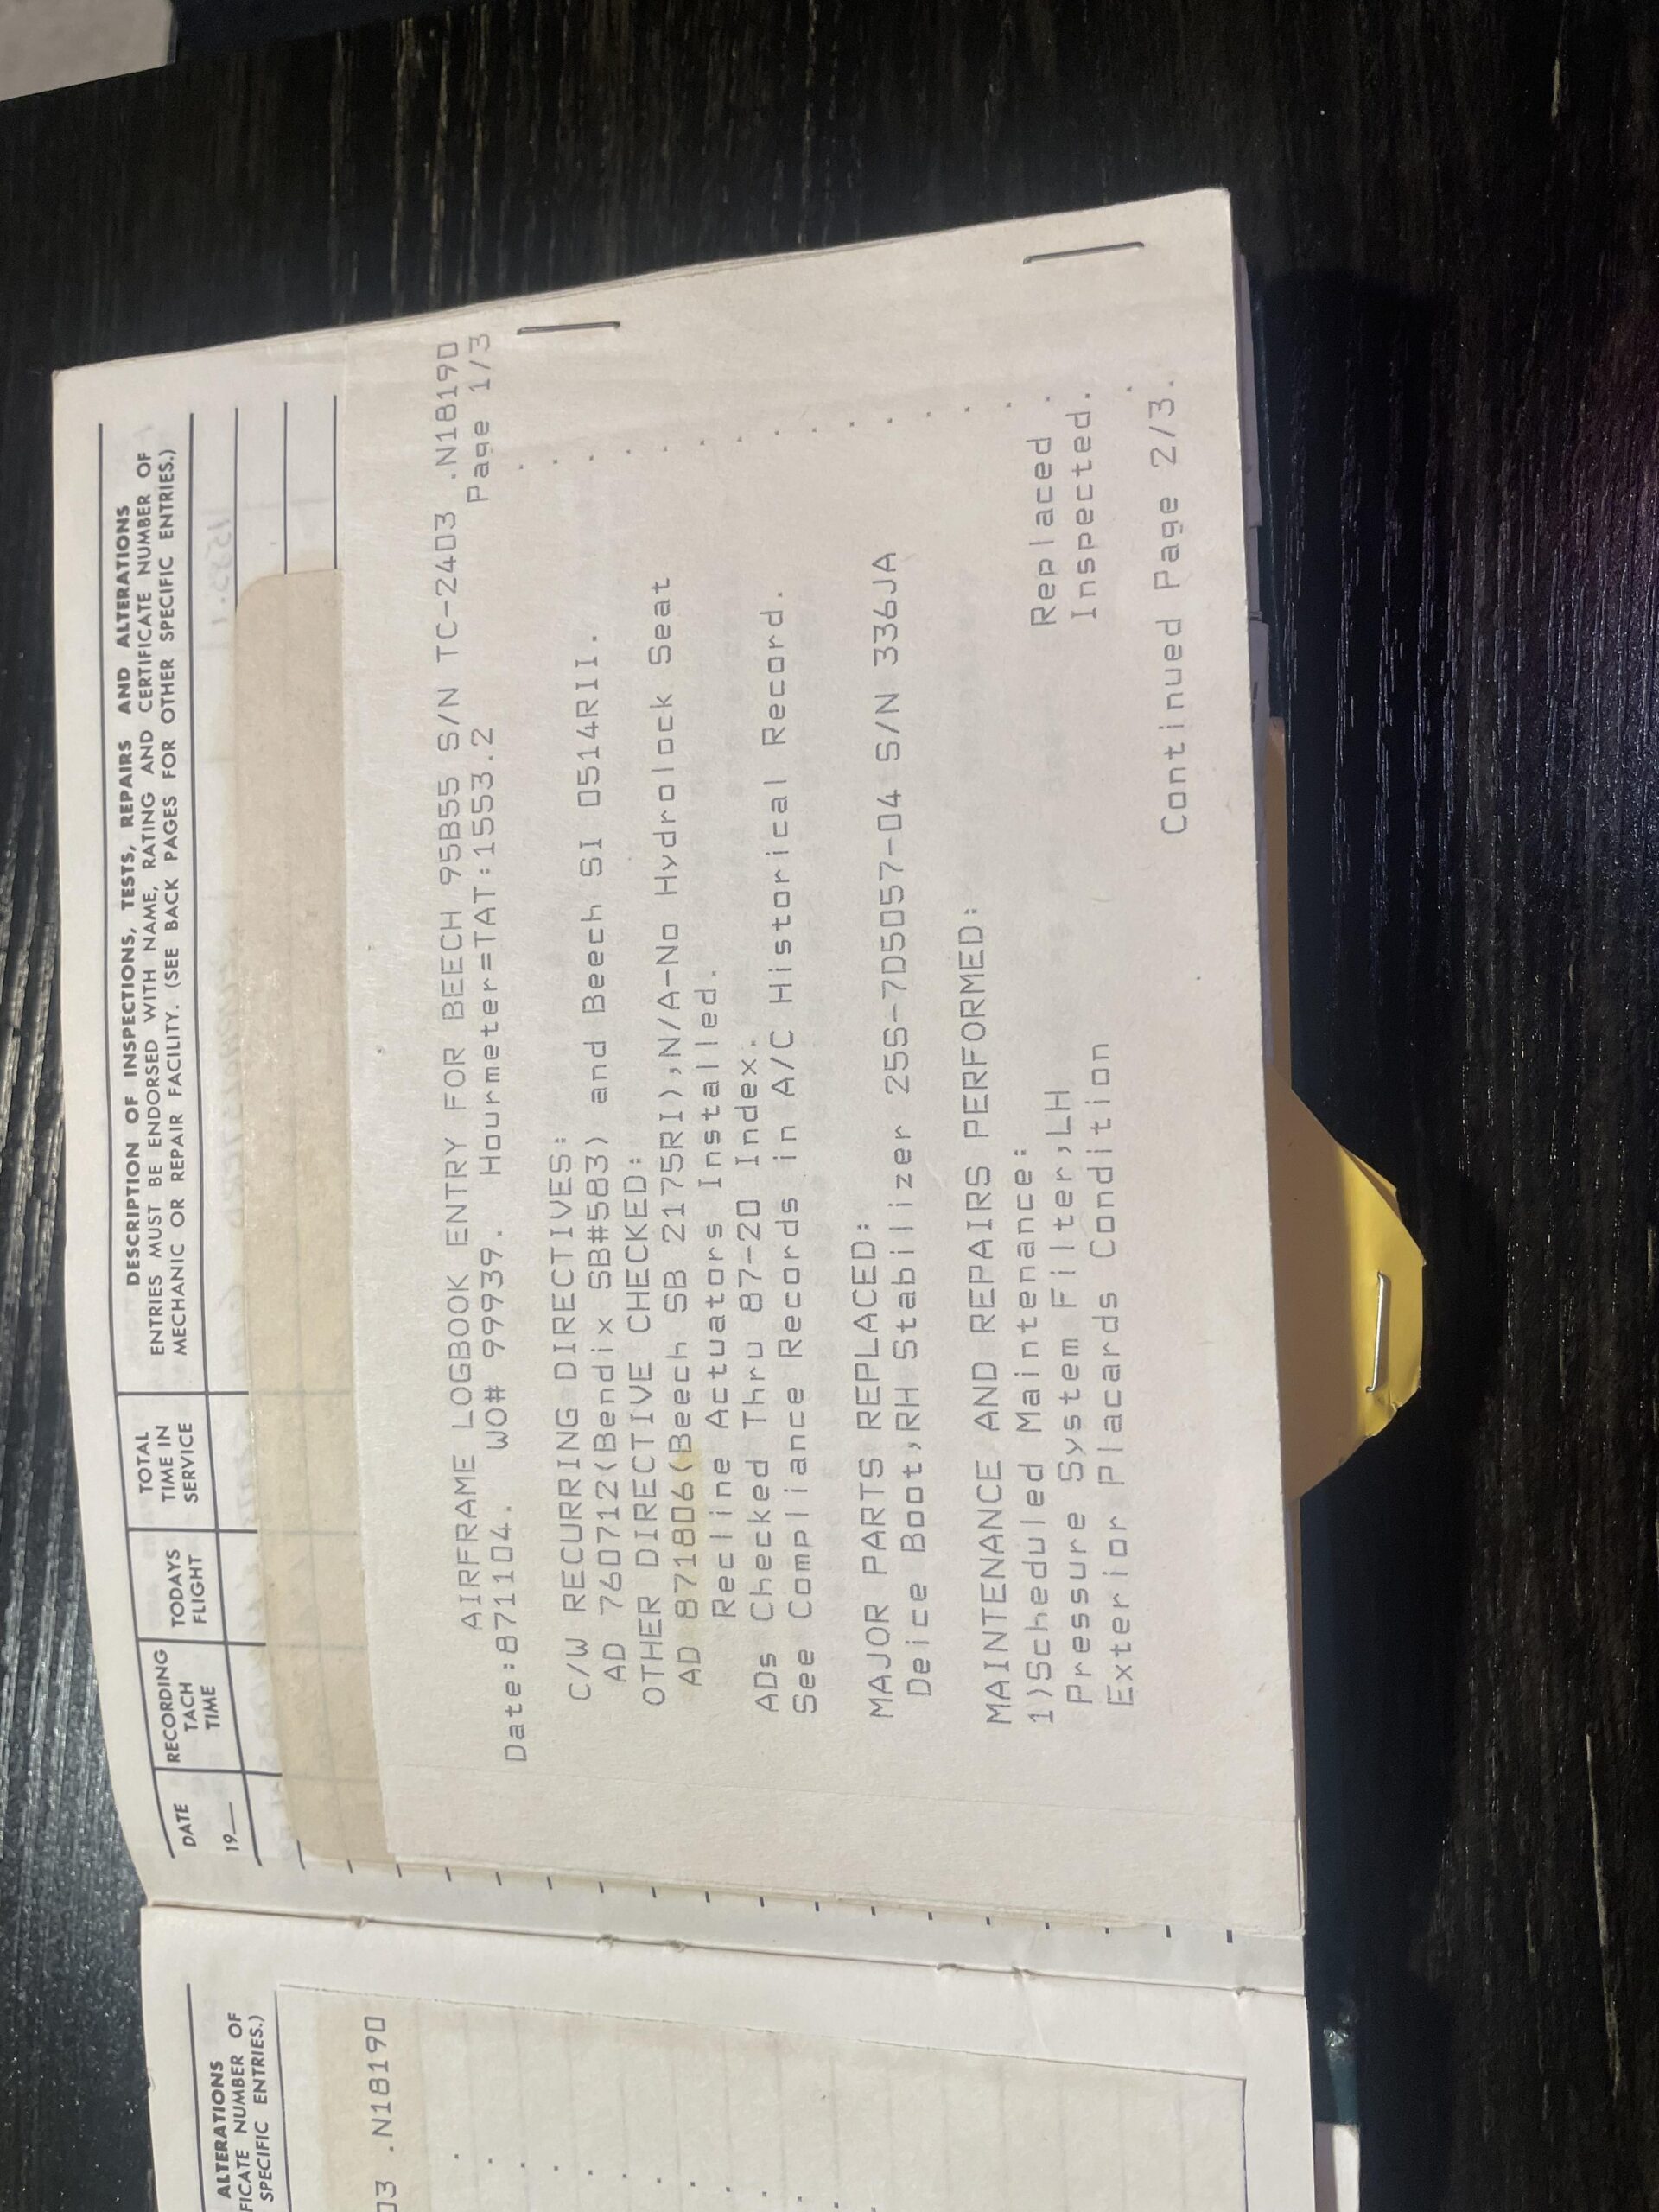 DESCRIPTION OF INSPECTIONS, TESTS, REPAIRS AND ALTERATIONS
ENTRIES MUST BE ENDORSED WITH NAME, RATING AND CERTIFICATE NUMBER OF
MECHANIC OR REPAIR FACILITY. (SEE BACK PAGES FOR OTHER SPECIFIC ENTRIES.)
DATE
19
RECORDING
TACH
TIME
TODAYS
FLIGHT
TOTAL
TIME IN
SERVICE
AIRFRAME LOGBOOK ENTRY FOR BEECH 95B55 S/N TC-2403 .N18190
Date:871104. WO# 99939. Hourmeter=TAT:1553.2 Page 1/3
C/W RECURRING DIRECTIVES:
AD 760712(Bendix SB#583) and Beech SI 0514RII.
OTHER DIRECTIVE CHECKED:
AD 871806(Beech SB 2175RI),N/A-No Hydrolock Seat
Recline Actuators Installed.
ADs Checked Thru 87-20 Index.
See Compliance Records in A/C Historical Record.
MAJOR PARTS REPLACED:
Deice Boot,RH Stabilizer 25S-7D5057-04 S/N 336JA
MAINTENANCE AND REPAIRS PERFORMED:
1)Scheduled Maintenance:
Pressure System Filter,LH Replaced .
Exterior Placards Condition Inspected.
Continued Page 2/3.
ALTERATIONS
FICATE NUMBER OF
SPECIFIC ENTRIES.)
03 .N18190